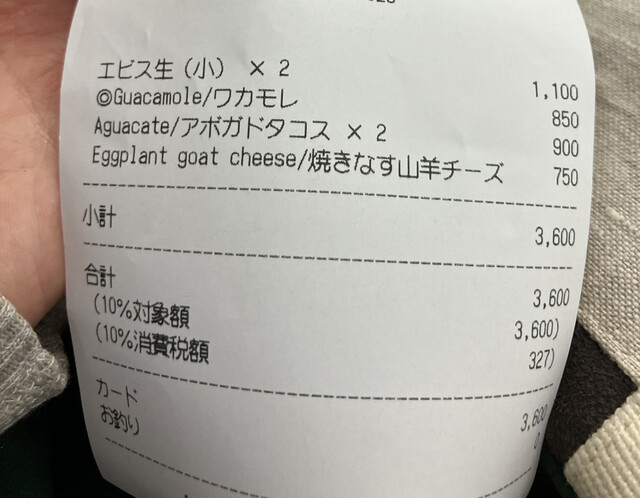 エビス生(小) × 2 1,100
◎Guacamole/ワカモレ 850
Aguacate/アボガドタコス × 2 900
Eggplant goat cheese/焼きなす山羊チーズ 750
小計 3,600
合計 3,600
(10%対象額 3,600)
(10%消費税額 327)
カード 3,600
お釣り 0